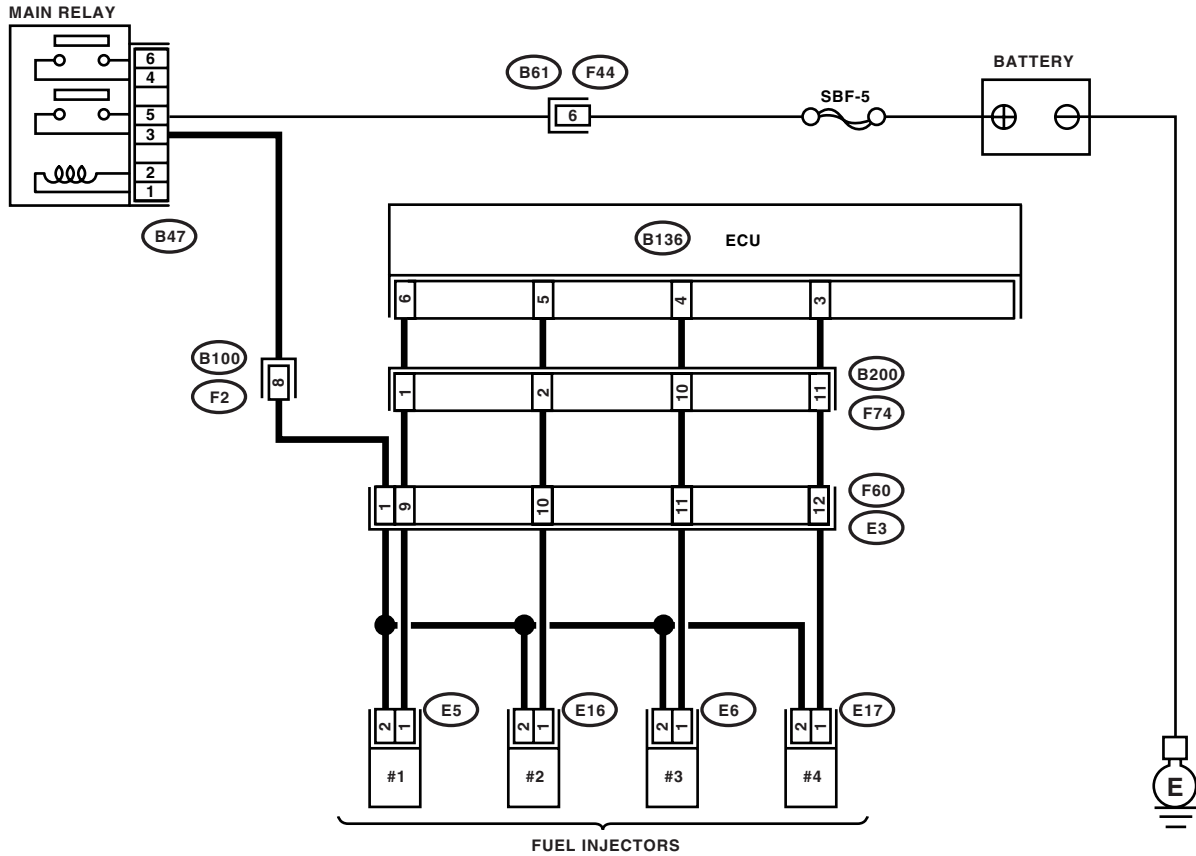 MAIN RELAY
6
4
5
3
2
1
B47
B61 F44
6
SBF-5
BATTERY
B136 ECU
6 5 4 3
B100
F2
8
1 2 10 11
B200
F74
1 9 10 11 12
F60
E3
2 1 E5
2 1 E16
2 1 E6
2 1 E17
#1 #2 #3 #4
E
FUEL INJECTORS